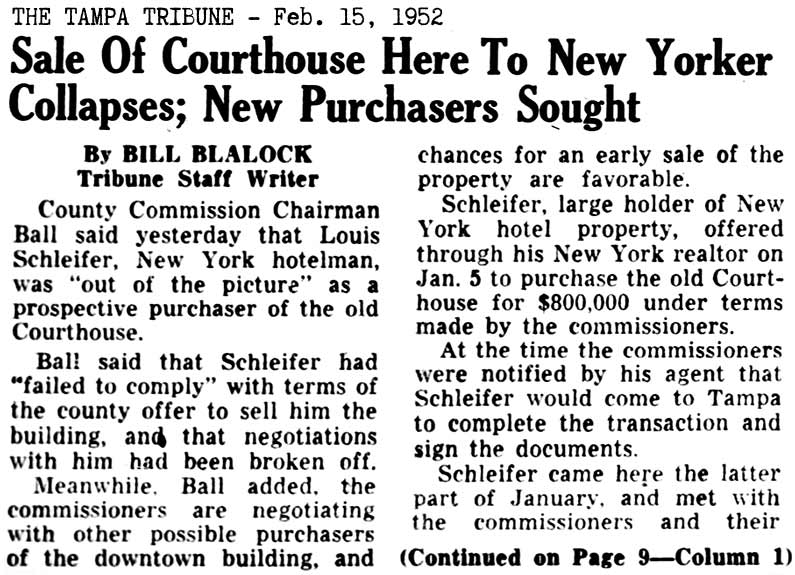 THE TAMPA TRIBUNE - Feb. 15, 1952
Sale Of Courthouse Here To New Yorker
Collapses; New Purchasers Sought
By BILL BLALOCK
Tribune Staff Writer
County Commission Chairman
Ball said yesterday that Louis
Schleifer, New York hotelman,
was "out of the picture" as a
prospective purchaser of the old
Courthouse.
Ball said that Schleifer had
"failed to comply" with terms of
the county offer to sell him the
building, and that negotiations
with him had been broken off.
Meanwhile, Ball added, the
commissioners are negotiating
with other possible purchasers
of the downtown building, and
chances for an early sale of the
property are favorable.
Schleifer, large holder of New
York hotel property, offered
through his New York realtor on
Jan. 5 to purchase the old Court-
house for $800,000 under terms
made by the commissioners.
At the time the commissioners
were notified by his agent that
Schleifer would come to Tampa
to complete the transaction and
sign the documents.
Schleifer came here the latter
part of January, and met with
the commissioners and their
(Continued on Page 9—Column 1)